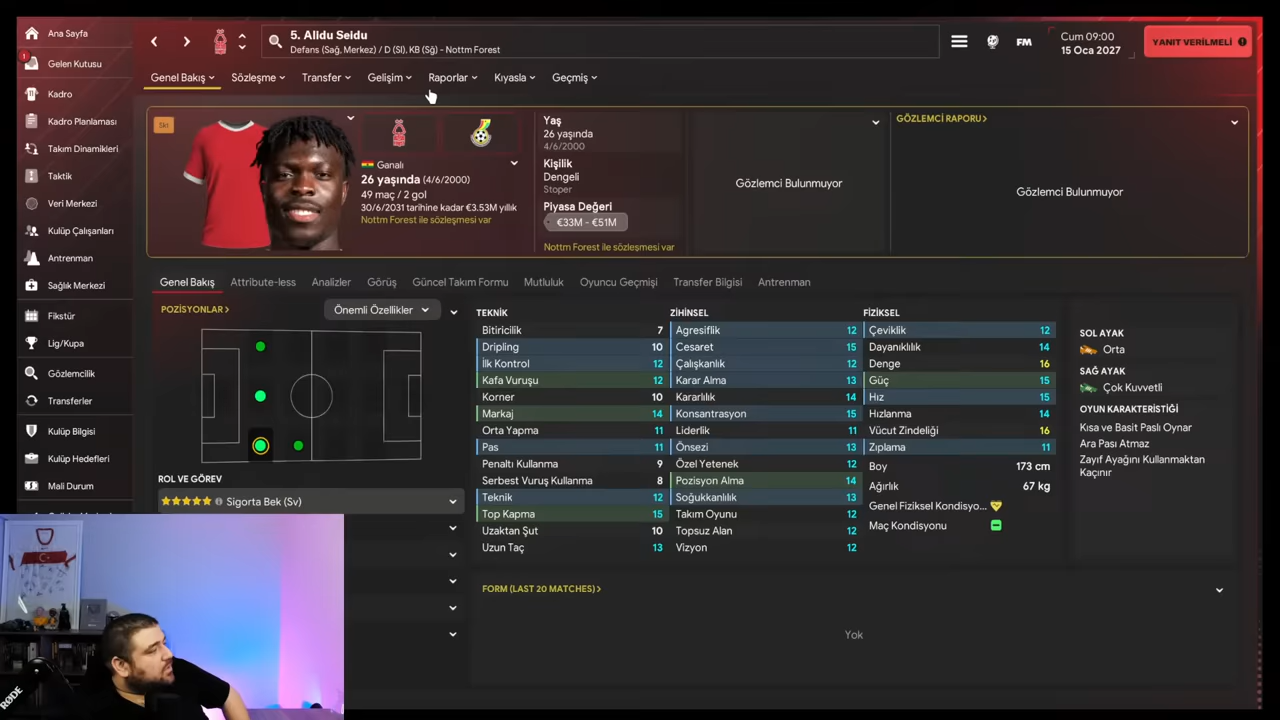 Ana Sayfa
1
Gelen Kutusu
Kadro
Kadro Planlaması
Takım Dinamikleri
Taktik
Veri Merkezi
Kulüp Çalışanları
Antrenman
Sağlık Merkezi
Fikstür
Lig/Kupa
Gözlemcilik
Transferler
Kulüp Bilgisi
Kulüp Hedefleri
Mali Durum
5. Alidu Seidu
Defans (Sağ, Merkez) / D (Sl), KB (Sğ) - Nottm Forest
FM
Cum 09:00
15 Oca 2027
YANIT VERİLMELİ
Genel Bakış
Sözleşme
Transfer
Gelişim
Raporlar
Kıyasla
Geçmiş
Skt
Ganalı
26 yaşında (4/6/2000)
49 maç / 2 gol
30/6/2031 tarihine kadar €3.53M yıllık
Nottm Forest ile sözleşmesi var
Yaş
26 yaşında
4/6/2000
Kişilik
Dengeli
Stoper
Piyasa Değeri
€33M - €51M
Nottm Forest ile sözleşmesi var
Gözlemci Bulunmuyor
GÖZLEMCİ RAPORU>
Gözlemci Bulunmuyor
Genel Bakış
Attribute-less
Analizler
Görüş
Güncel Takım Formu
Mutluluk
Oyuncu Geçmişi
Transfer Bilgisi
Antrenman
POZİSYONLAR>
Önemli Özellikler
ROL VE GÖREV
Sigorta Bek (Sv)
TEKNİK
Bitiricilik 7
Dripling 10
İlk Kontrol 12
Kafa Vuruşu 12
Korner 10
Markaj 14
Orta Yapma 11
Pas 11
Penaltı Kullanma 9
Serbest Vuruş Kullanma 8
Teknik 12
Top Kapma 15
Uzaktan Şut 10
Uzun Taç 13
ZİHİNSEL
Agresiflik 12
Cesaret 15
Çalışkanlık 12
Karar Alma 13
Kararlılık 14
Konsantrasyon 15
Liderlik 11
Önsezi 13
Özel Yetenek 12
Pozisyon Alma 14
Soğukkanlılık 13
Takım Oyunu 12
Topsuz Alan 12
Vizyon 12
FİZİKSEL
Çeviklik 12
Dayanıklılık 14
Denge 16
Güç 15
Hız 15
Hızlanma 14
Vücut Zindeliği 16
Zıplama 11
Boy 173 cm
Ağırlık 67 kg
Genel Fiziksel Kondisyo...
Maç Kondisyonu
SOL AYAK
Orta
SAĞ AYAK
Çok Kuvvetli
OYUN KARAKTERİSTİĞİ
Kısa ve Basit Paslı Oynar
Ara Pası Atmaz
Zayıf Ayağını Kullanmaktan
Kaçınır
FORM (LAST 20 MATCHES)>
Yok
RØDE